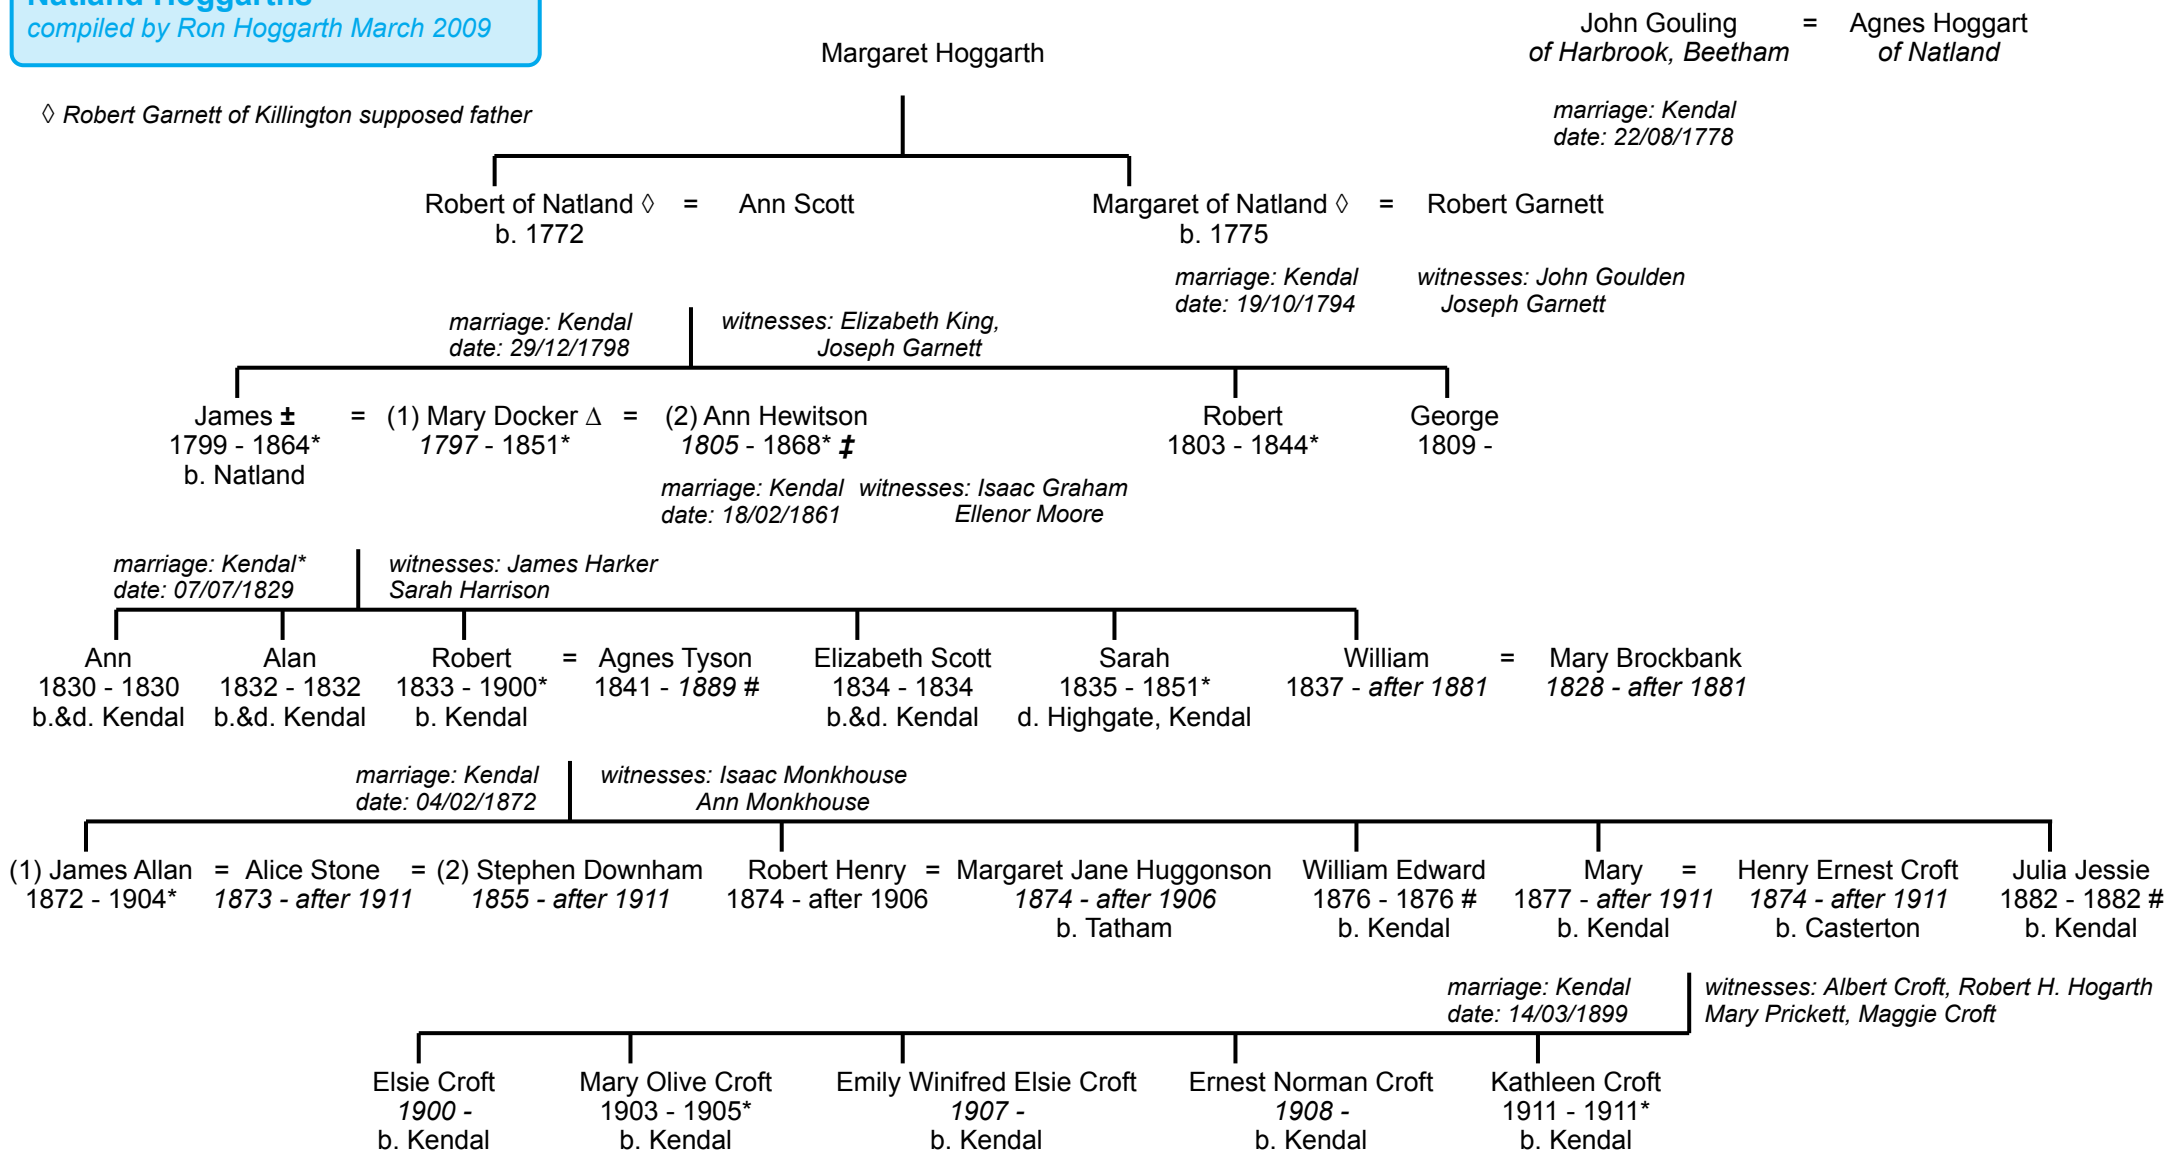 Natland Hoggarths
compiled by Ron Hoggarth March 2009
John Gouling = Agnes Hoggart
of Harbrook, Beetham of Natland
Margaret Hoggarth
marriage: Kendal
date: 22/08/1778
◊ Robert Garnett of Killington supposed father
Robert of Natland ◊ = Ann Scott Margaret of Natland ◊ = Robert Garnett
b. 1772 b. 1775
marriage: Kendal witnesses: John Goulden
date: 19/10/1794 Joseph Garnett
marriage: Kendal witnesses: Elizabeth King,
date: 29/12/1798 Joseph Garnett
James ± = (1) Mary Docker Δ = (2) Ann Hewitson Robert George
1799 - 1864* 1797 - 1851* 1805 - 1868* ‡ 1803 - 1844* 1809 -
b. Natland
marriage: Kendal witnesses: Isaac Graham
date: 18/02/1861 Ellenor Moore
marriage: Kendal* witnesses: James Harker
date: 07/07/1829 Sarah Harrison
Ann Alan Robert = Agnes Tyson Elizabeth Scott Sarah William = Mary Brockbank
1830 - 1830 1832 - 1832 1833 - 1900* 1841 - 1889 # 1834 - 1834 1835 - 1851* 1837 - after 1881 1828 - after 1881
b.&d. Kendal b.&d. Kendal b. Kendal b.&d. Kendal d. Highgate, Kendal
marriage: Kendal witnesses: Isaac Monkhouse
date: 04/02/1872 Ann Monkhouse
(1) James Allan = Alice Stone = (2) Stephen Downham Robert Henry = Margaret Jane Huggonson William Edward Mary = Henry Ernest Croft Julia Jessie
1872 - 1904* 1873 - after 1911 1855 - after 1911 1874 - after 1906 1874 - after 1906 1876 - 1876 # 1877 - after 1911 1874 - after 1911 1882 - 1882 #
b. Tatham b. Kendal b. Kendal b. Casterton b. Kendal
marriage: Kendal witnesses: Albert Croft, Robert H. Hogarth
date: 14/03/1899 Mary Prickett, Maggie Croft
Elsie Croft Mary Olive Croft Emily Winifred Elsie Croft Ernest Norman Croft Kathleen Croft
1900 - 1903 - 1905* 1907 - 1908 - 1911 - 1911*
b. Kendal b. Kendal b. Kendal b. Kendal b. Kendal